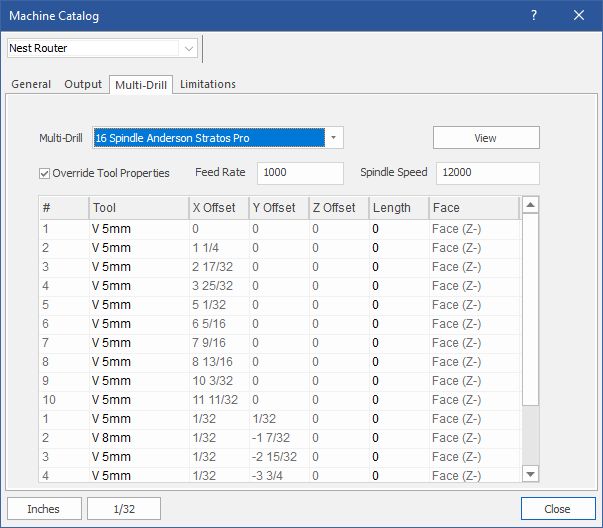 Machine Catalog ?
Nest Router
General Output Multi-Drill Limitations
Multi-Drill 16 Spindle Anderson Stratos Pro View
Override Tool Properties Feed Rate 1000 Spindle Speed 12000
# Tool X Offset Y Offset Z Offset Length Face
1 V 5mm 0 0 0 0 Face (Z-)
2 V 5mm 1 1/4 0 0 0 Face (Z-)
3 V 5mm 2 17/32 0 0 0 Face (Z-)
4 V 5mm 3 25/32 0 0 0 Face (Z-)
5 V 5mm 5 1/32 0 0 0 Face (Z-)
6 V 5mm 6 5/16 0 0 0 Face (Z-)
7 V 5mm 7 9/16 0 0 0 Face (Z-)
8 V 5mm 8 13/16 0 0 0 Face (Z-)
9 V 5mm 10 3/32 0 0 0 Face (Z-)
10 V 5mm 11 11/32 0 0 0 Face (Z-)
1 V 5mm 1/32 1/32 0 0 Face (Z-)
2 V 8mm 1/32 -1 7/32 0 0 Face (Z-)
3 V 5mm 1/32 -2 15/32 0 0 Face (Z-)
4 V 5mm 1/32 -3 3/4 0 0 Face (Z-)
Inches 1/32 Close